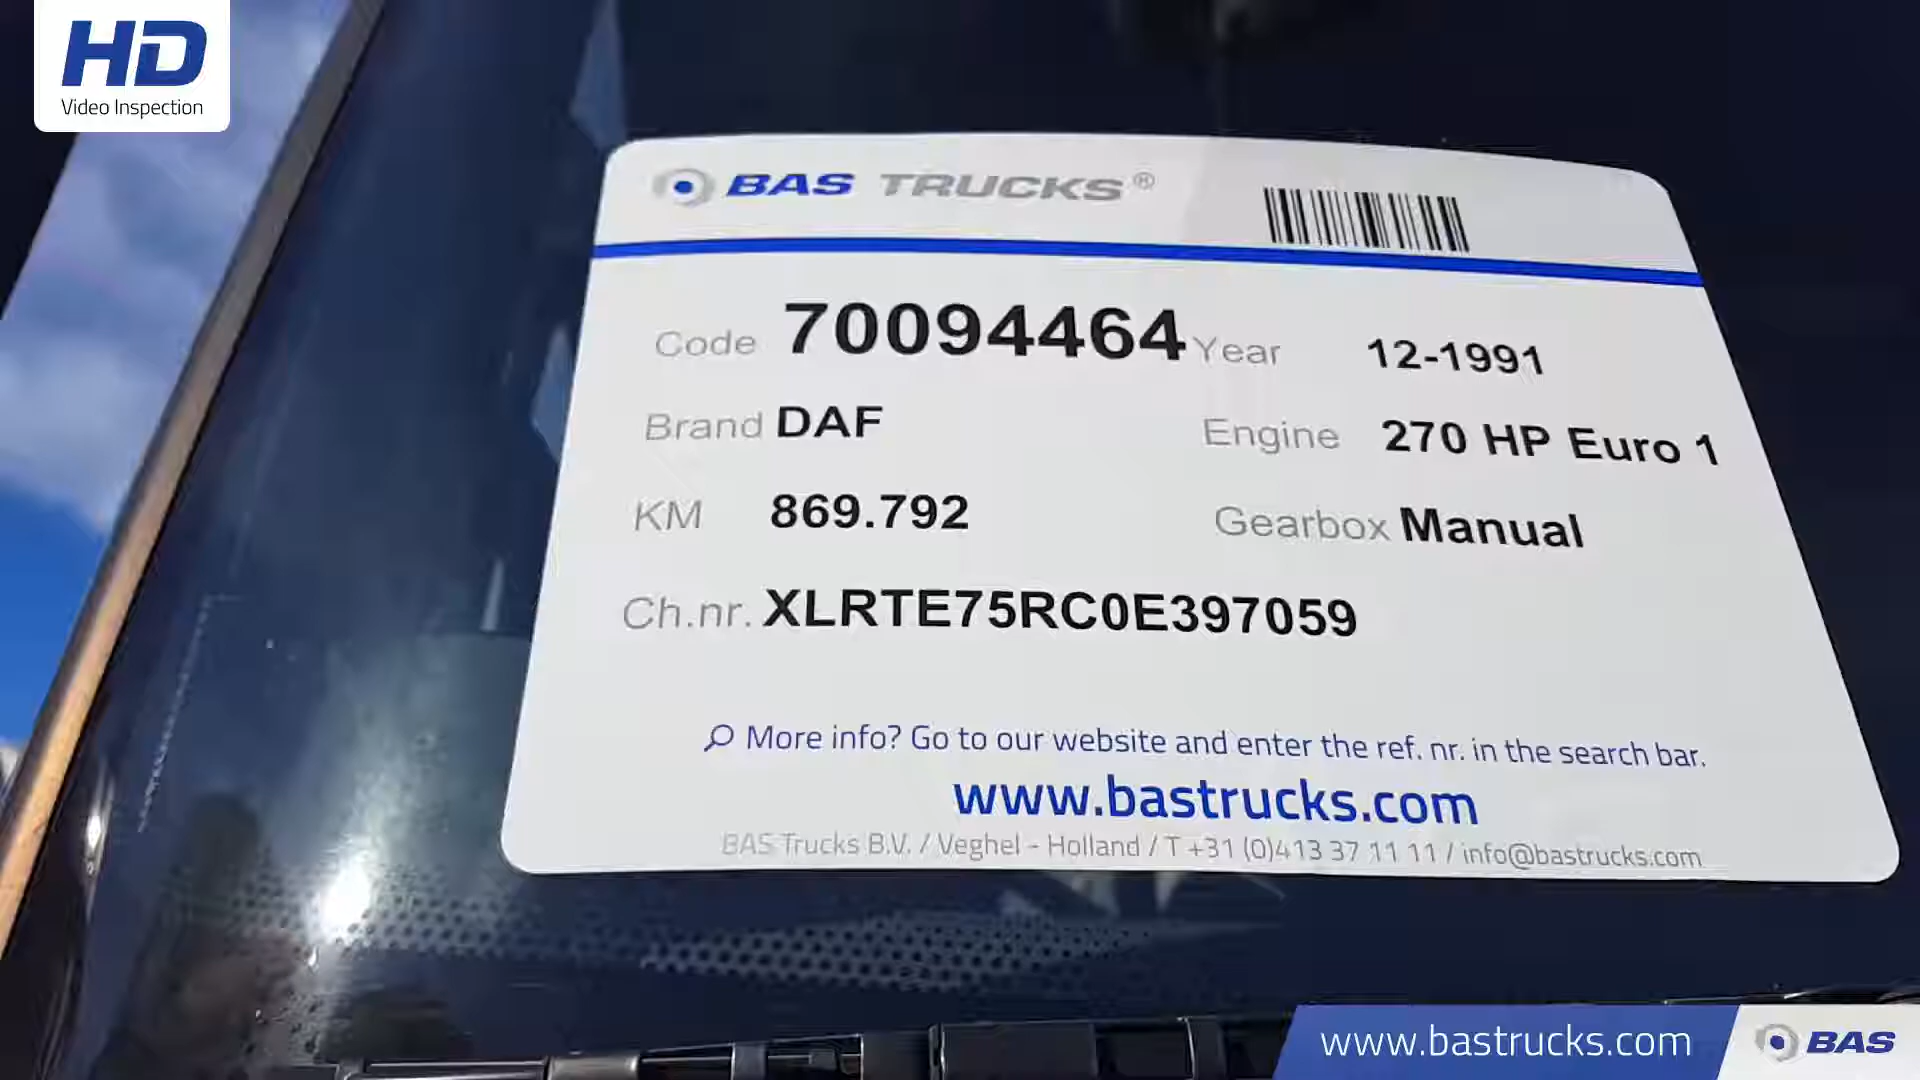 HD
Video Inspection
BAS TRUCKS®
Code 70094464 Year 12-1991
Brand DAF Engine 270 HP Euro 1
KM 869.792 Gearbox Manual
Ch.nr. XLRTE75RC0E397059
More info? Go to our website and enter the ref. nr. in the search bar.
www.bastrucks.com
BAS Trucks B.V. / Veghel - Holland / T +31 (0)413 37 11 11 / info@bastrucks.com
www.bastrucks.com BAS